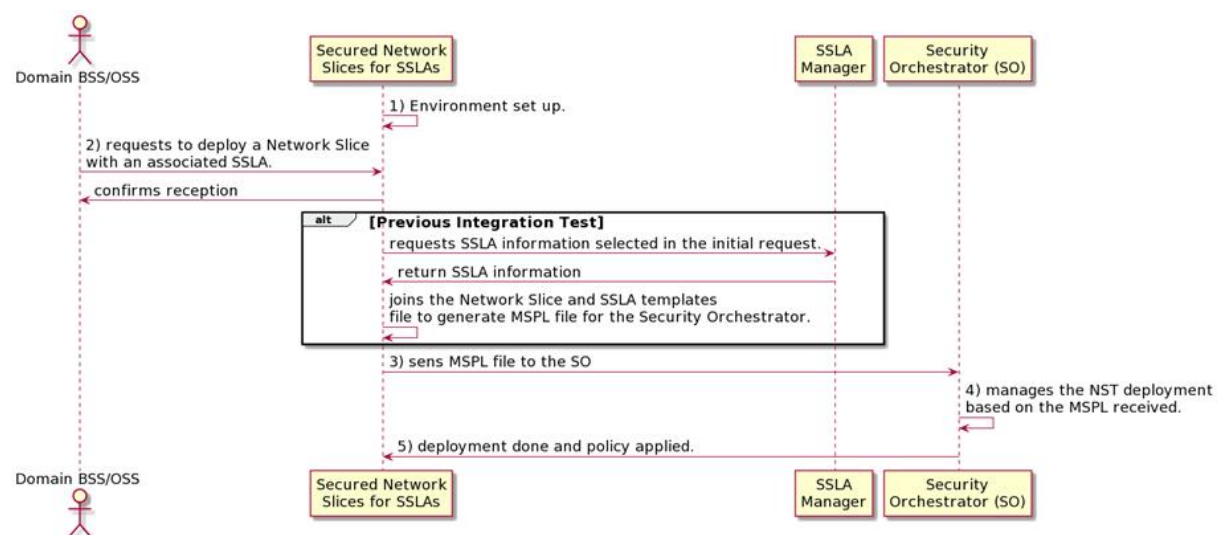 Domain BSS/OSS
Secured Network
Slices for SSLAs
SSLA
Manager
Security
Orchestrator (SO)
1) Environment set up.
2) requests to deploy a Network Slice
with an associated SSLA.
confirms reception
alt
[Previous Integration Test]
requests SSLA information selected in the initial request.
return SSLA information
joins the Network Slice and SSLA templates
file to generate MSPL file for the Security Orchestrator.
3) sens MSPL file to the SO
4) manages the NST deployment
based on the MSPL received.
5) deployment done and policy applied.
Domain BSS/OSS
Secured Network
Slices for SSLAs
SSLA
Manager
Security
Orchestrator (SO)